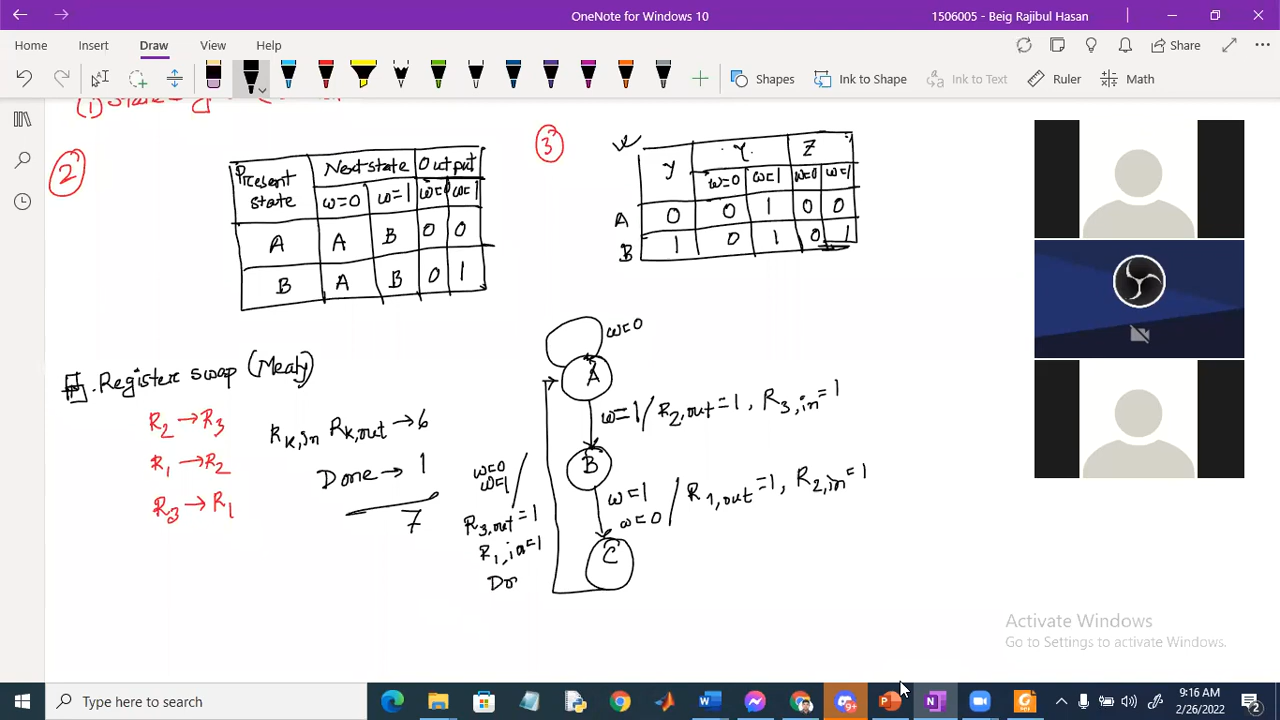 OneNote for Windows 10
1506005 - Beig Rajibul Hasan
Home Insert Draw View Help
Share
Shapes
Ink to Shape
Ink to Text
Ruler
Math
2
Present state | Next state | Output
w=0 | w=1 | w=0 | w=1
A | A | B | 0 | 0
B | A | B | 0 | 1
3
y | Y | Z
w=0 | w=1 | w=0 | w=1
A | 0 | 0 | 1 | 0 | 0
B | 1 | 0 | 1 | 0 | 1
Register swap (Mealy)
R2 → R3
R1 → R2
R3 → R1
Rk,in Rk,out → 6
Done → 1
7
w=0
A
w=1/R2,out=1, R3,in=1
B
w=1
w=0 / R1,out=1, R2,in=1
C
w=0
w=1 /
R3,out=1
R1,in=1
Do
Activate Windows
Go to Settings to activate Windows.
Type here to search
9+
9:16 AM
2/26/2022
2